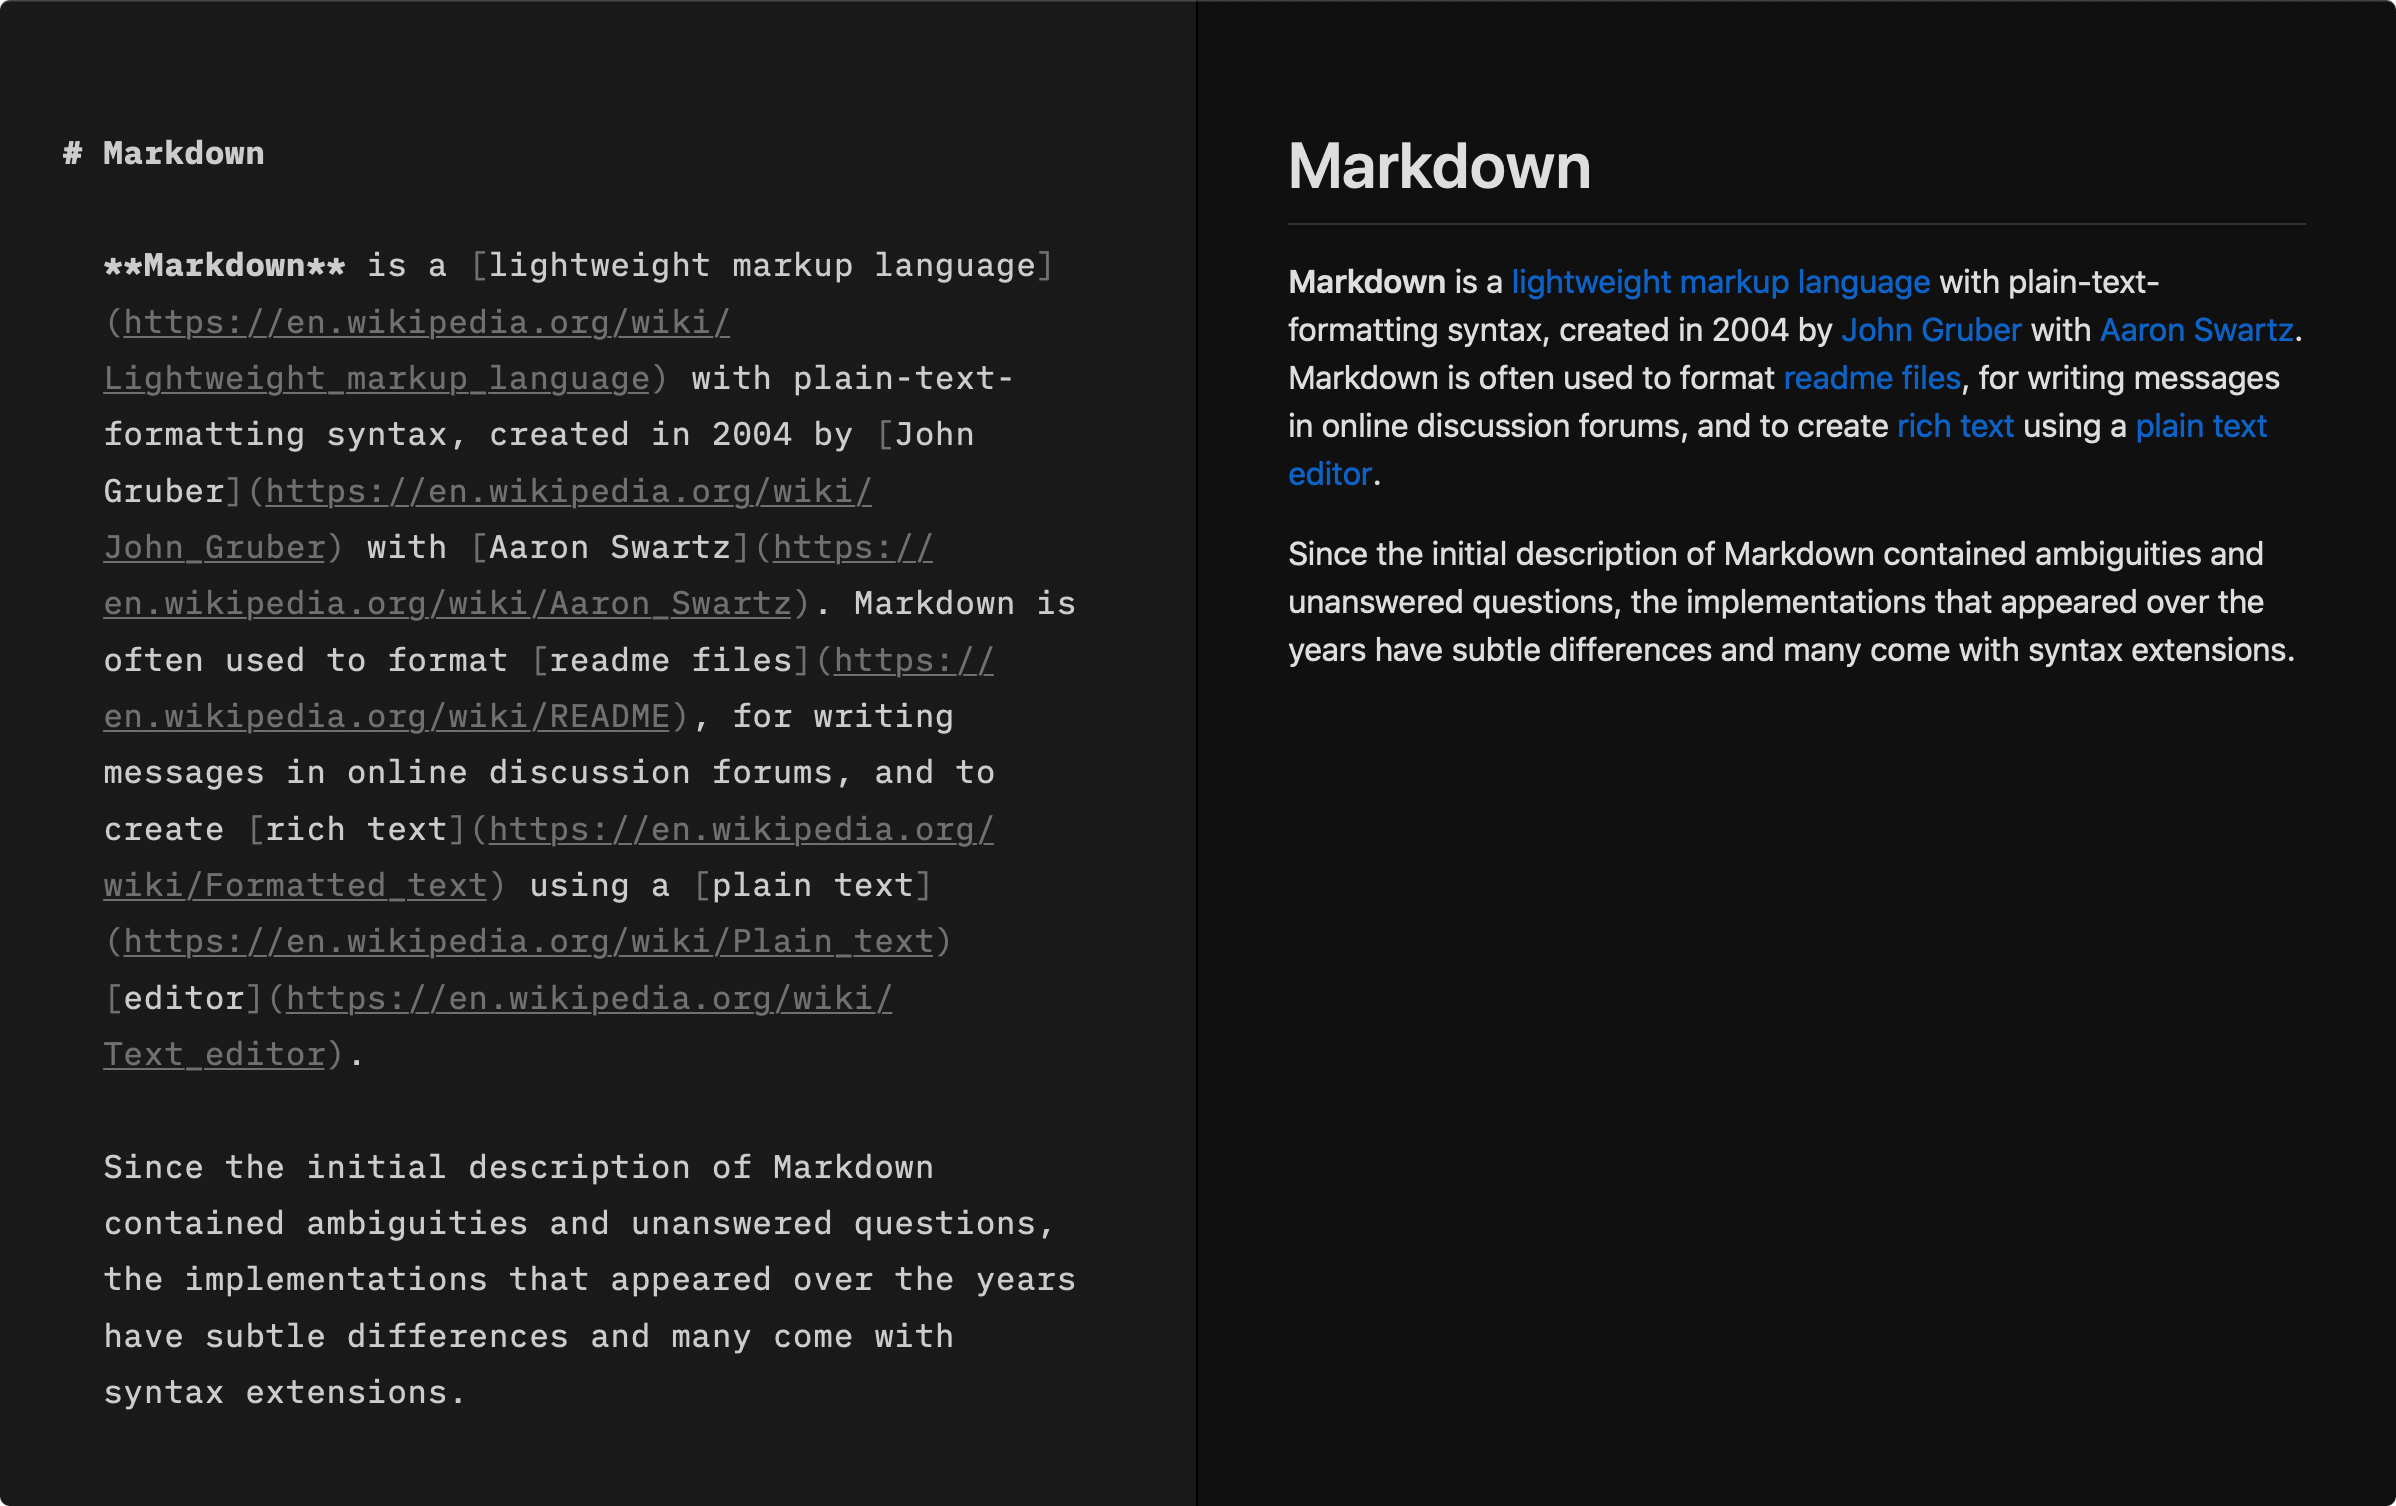 # Markdown
**Markdown** is a [lightweight markup language]
(https://en.wikipedia.org/wiki/
Lightweight_markup_language) with plain-text-
formatting syntax, created in 2004 by [John
Gruber](https://en.wikipedia.org/wiki/
John_Gruber) with [Aaron Swartz](https://
en.wikipedia.org/wiki/Aaron_Swartz). Markdown is
often used to format [readme files](https://
en.wikipedia.org/wiki/README), for writing
messages in online discussion forums, and to
create [rich text](https://en.wikipedia.org/
wiki/Formatted_text) using a [plain text]
(https://en.wikipedia.org/wiki/Plain_text)
[editor](https://en.wikipedia.org/wiki/
Text_editor).
Since the initial description of Markdown
contained ambiguities and unanswered questions,
the implementations that appeared over the years
have subtle differences and many come with
syntax extensions.
Markdown
Markdown is a lightweight markup language with plain-text-
formatting syntax, created in 2004 by John Gruber with Aaron Swartz.
Markdown is often used to format readme files, for writing messages
in online discussion forums, and to create rich text using a plain text
editor.
Since the initial description of Markdown contained ambiguities and
unanswered questions, the implementations that appeared over the
years have subtle differences and many come with syntax extensions.